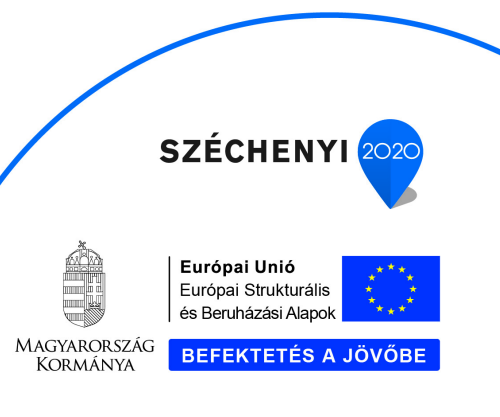 SZÉCHENYI 2020
Európai Unió
Európai Strukturális
és Beruházási Alapok
MAGYARORSZÁG
KORMÁNYA
BEFEKTETÉS A JÖVŐBE